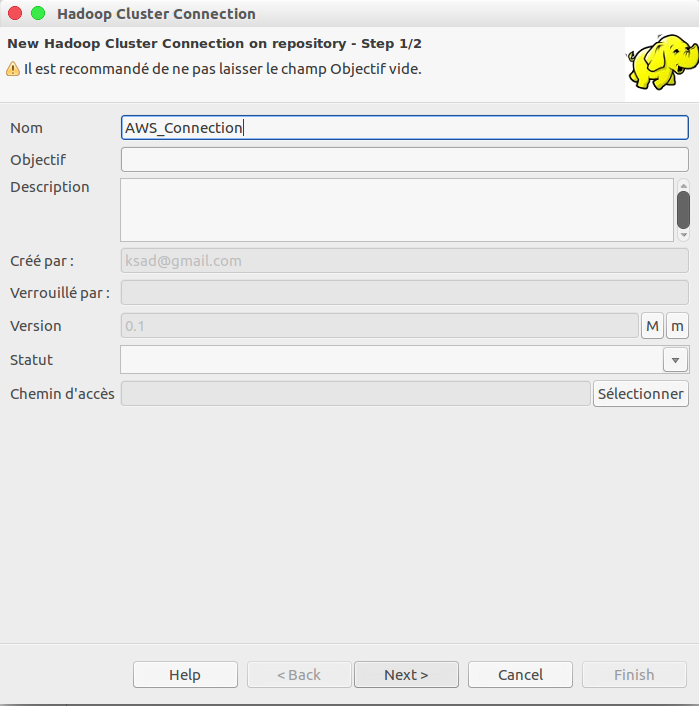 Hadoop Cluster Connection
New Hadoop Cluster Connection on repository - Step 1/2
Il est recommandé de ne pas laisser le champ Objectif vide.
Nom AWS_Connection
Objectif
Description
Créé par : ksad@gmail.com
Verrouillé par :
Version 0.1 M m
Statut
Chemin d'accès Sélectionner
Help < Back Next > Cancel Finish